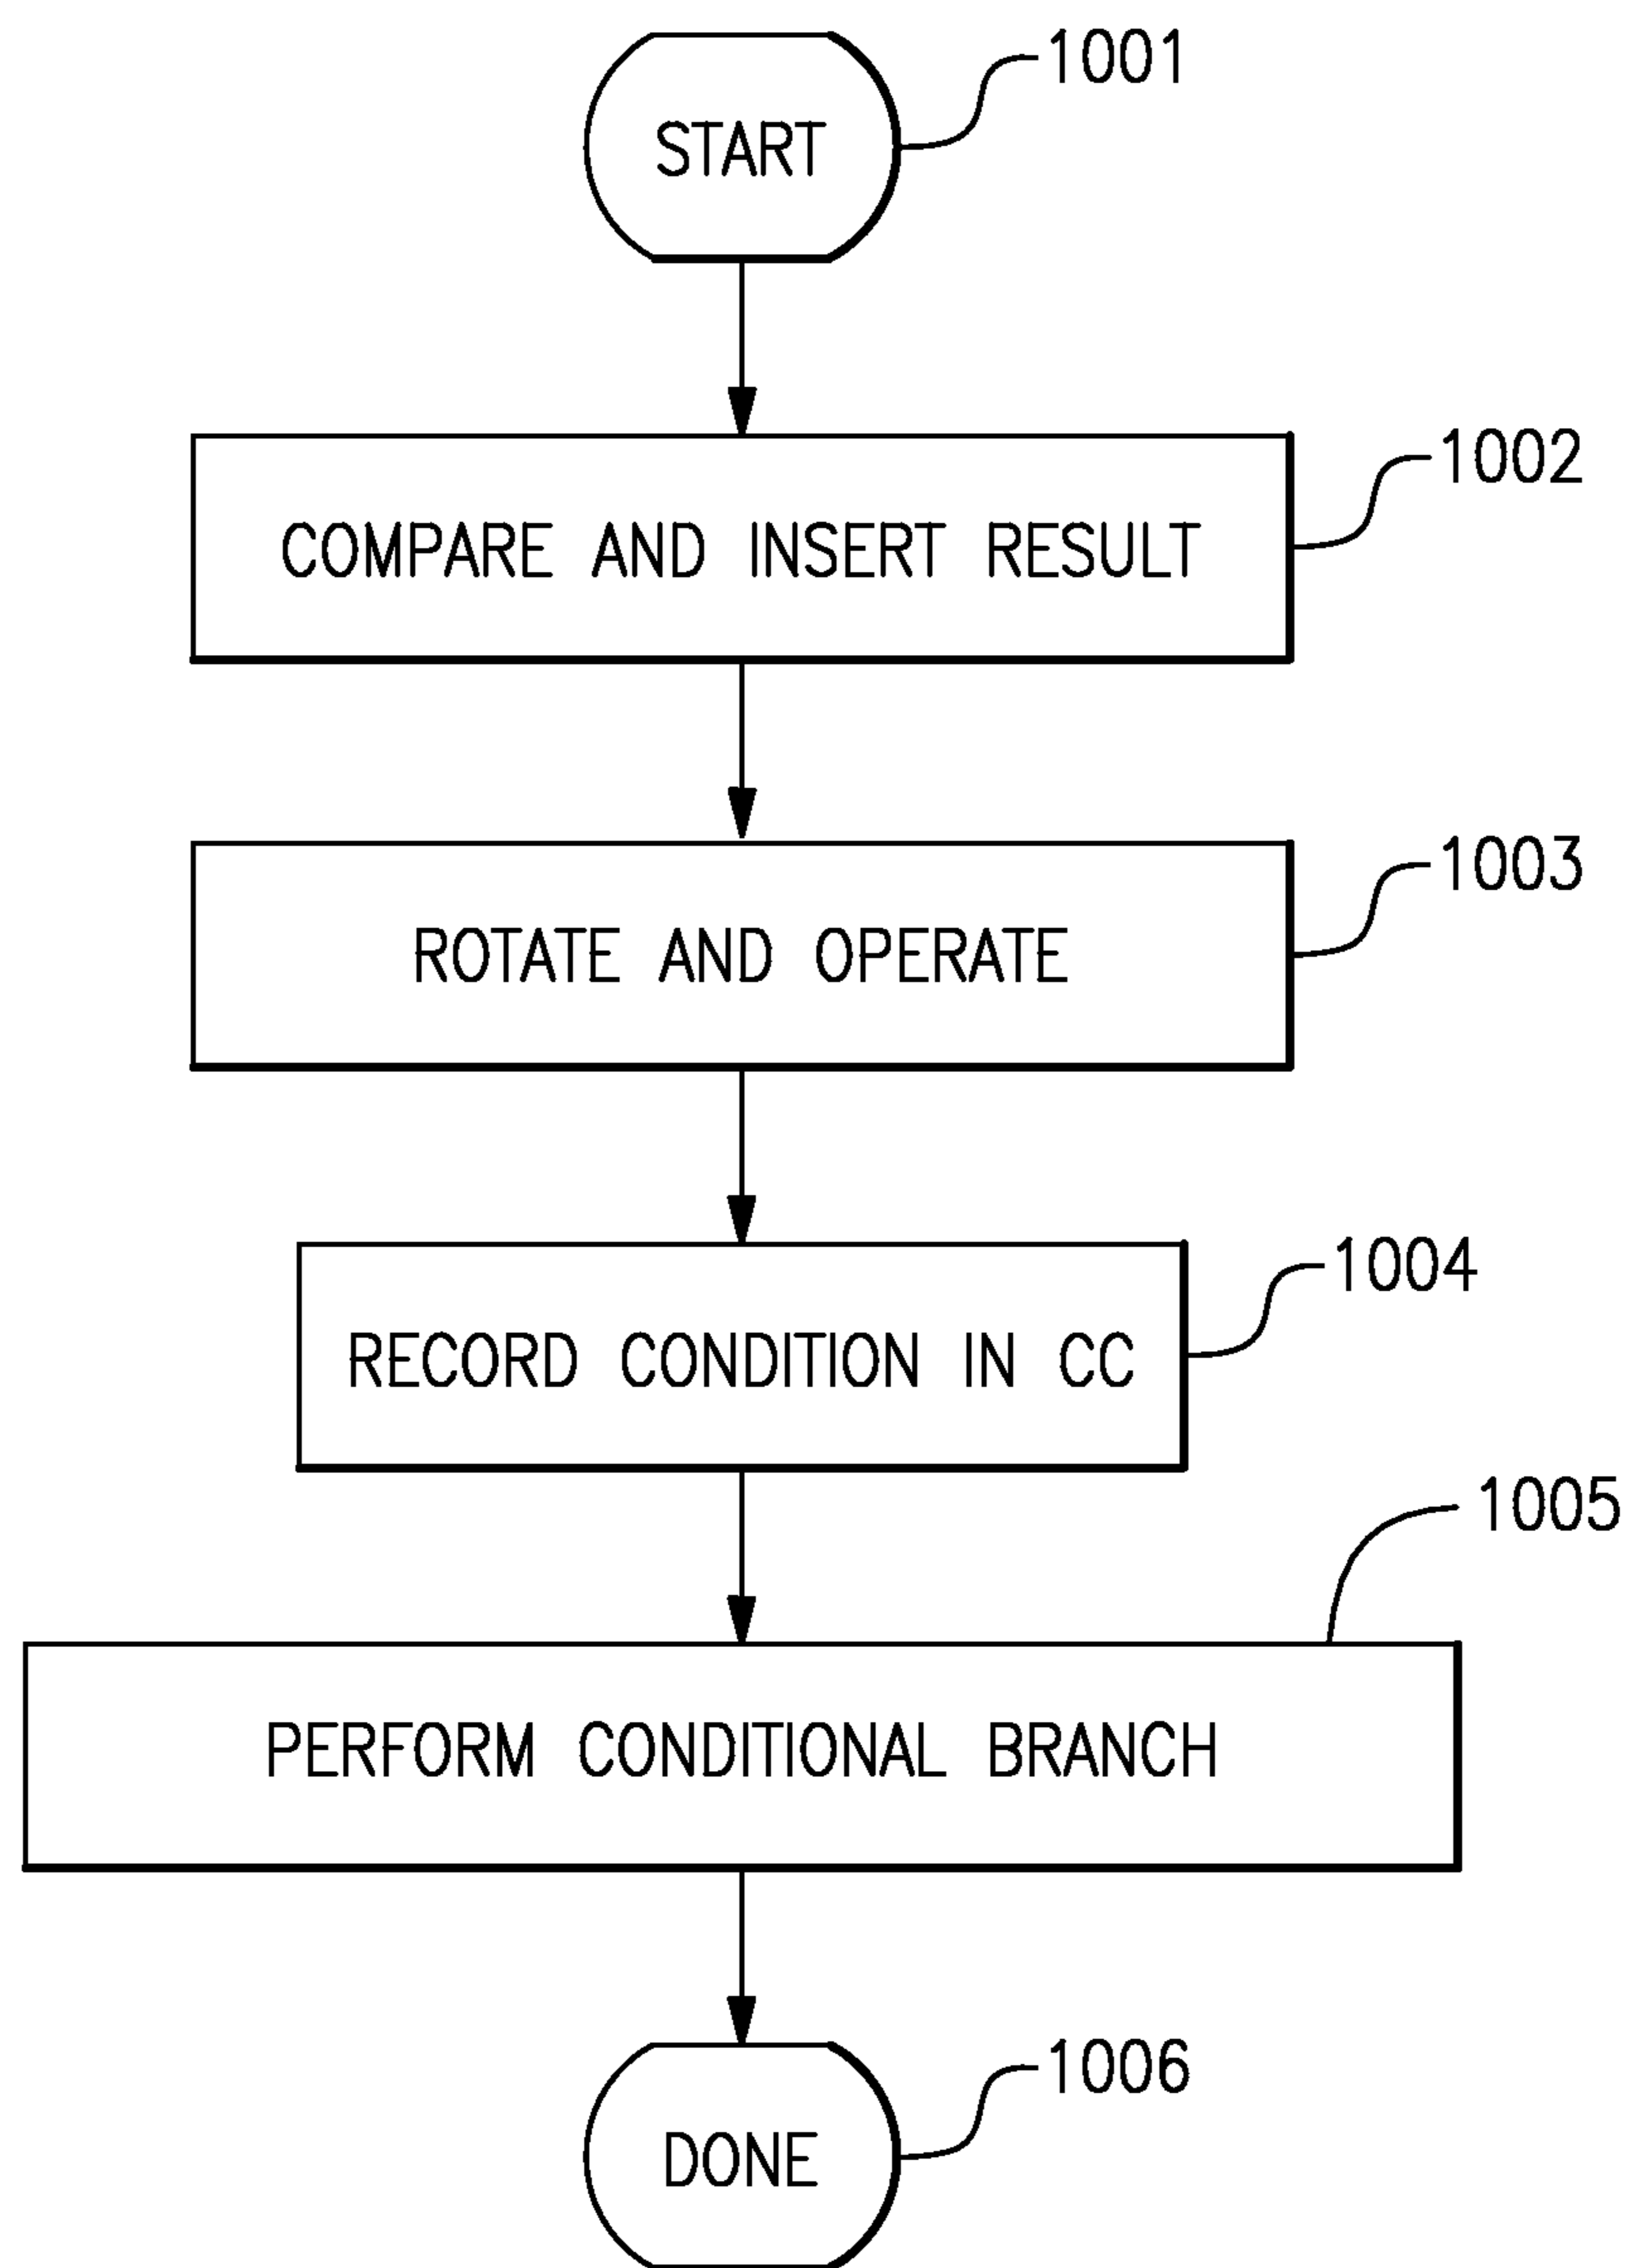 1001
START
1002
COMPARE AND INSERT RESULT
1003
ROTATE AND OPERATE
1004
RECORD CONDITION IN CC
1005
PERFORM CONDITIONAL BRANCH
1006
DONE